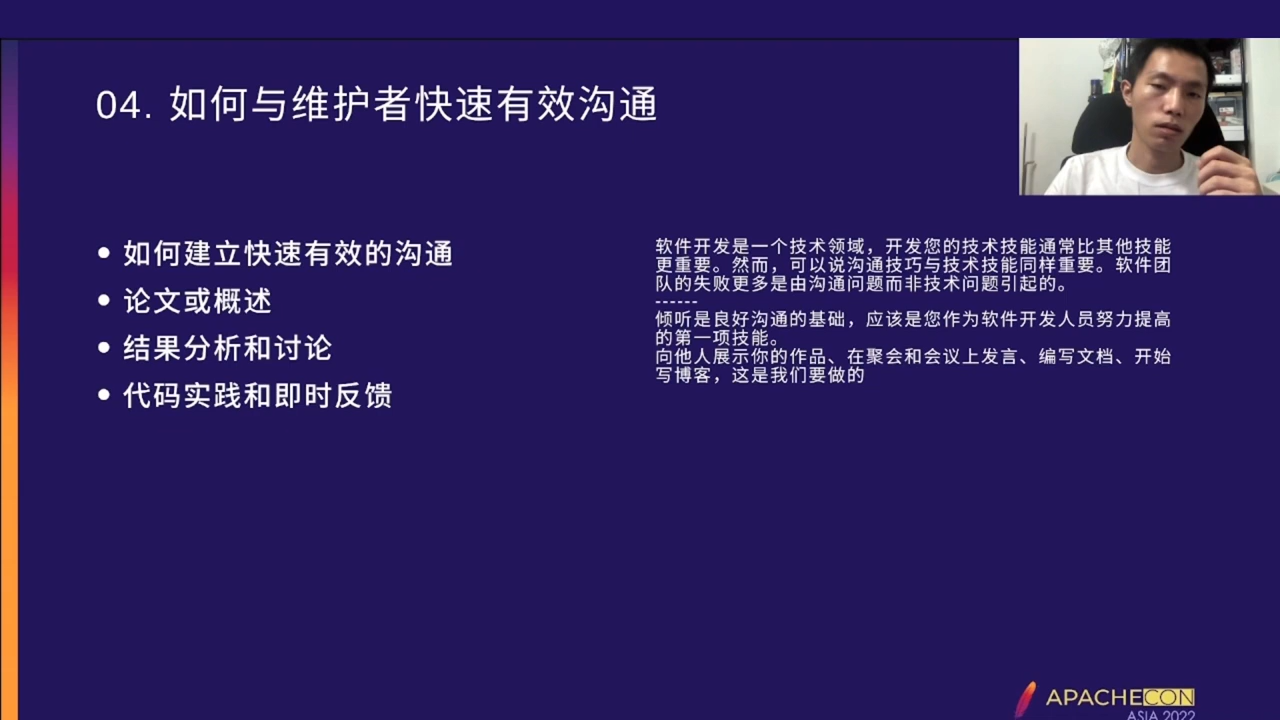 04. 如何与维护者快速有效沟通
• 如何建立快速有效的沟通
• 论文或概述
• 结果分析和讨论
• 代码实践和即时反馈
软件开发是一个技术领域，开发您的技术技能通常比其他技能
更重要。然而，可以说沟通技巧与技术技能同样重要。软件团
队的失败更多是由沟通问题而非技术问题引起的。
------
倾听是良好沟通的基础，应该是您作为软件开发人员努力提高
的第一项技能。
向他人展示你的作品、在聚会和会议上发言、编写文档、开始
写博客，这是我们要做的
APACHECON
ASIA 2022